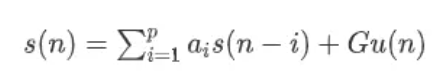 s(n) = ∑_{i=1}^{p} a_i s(n − i) + Gu(n)